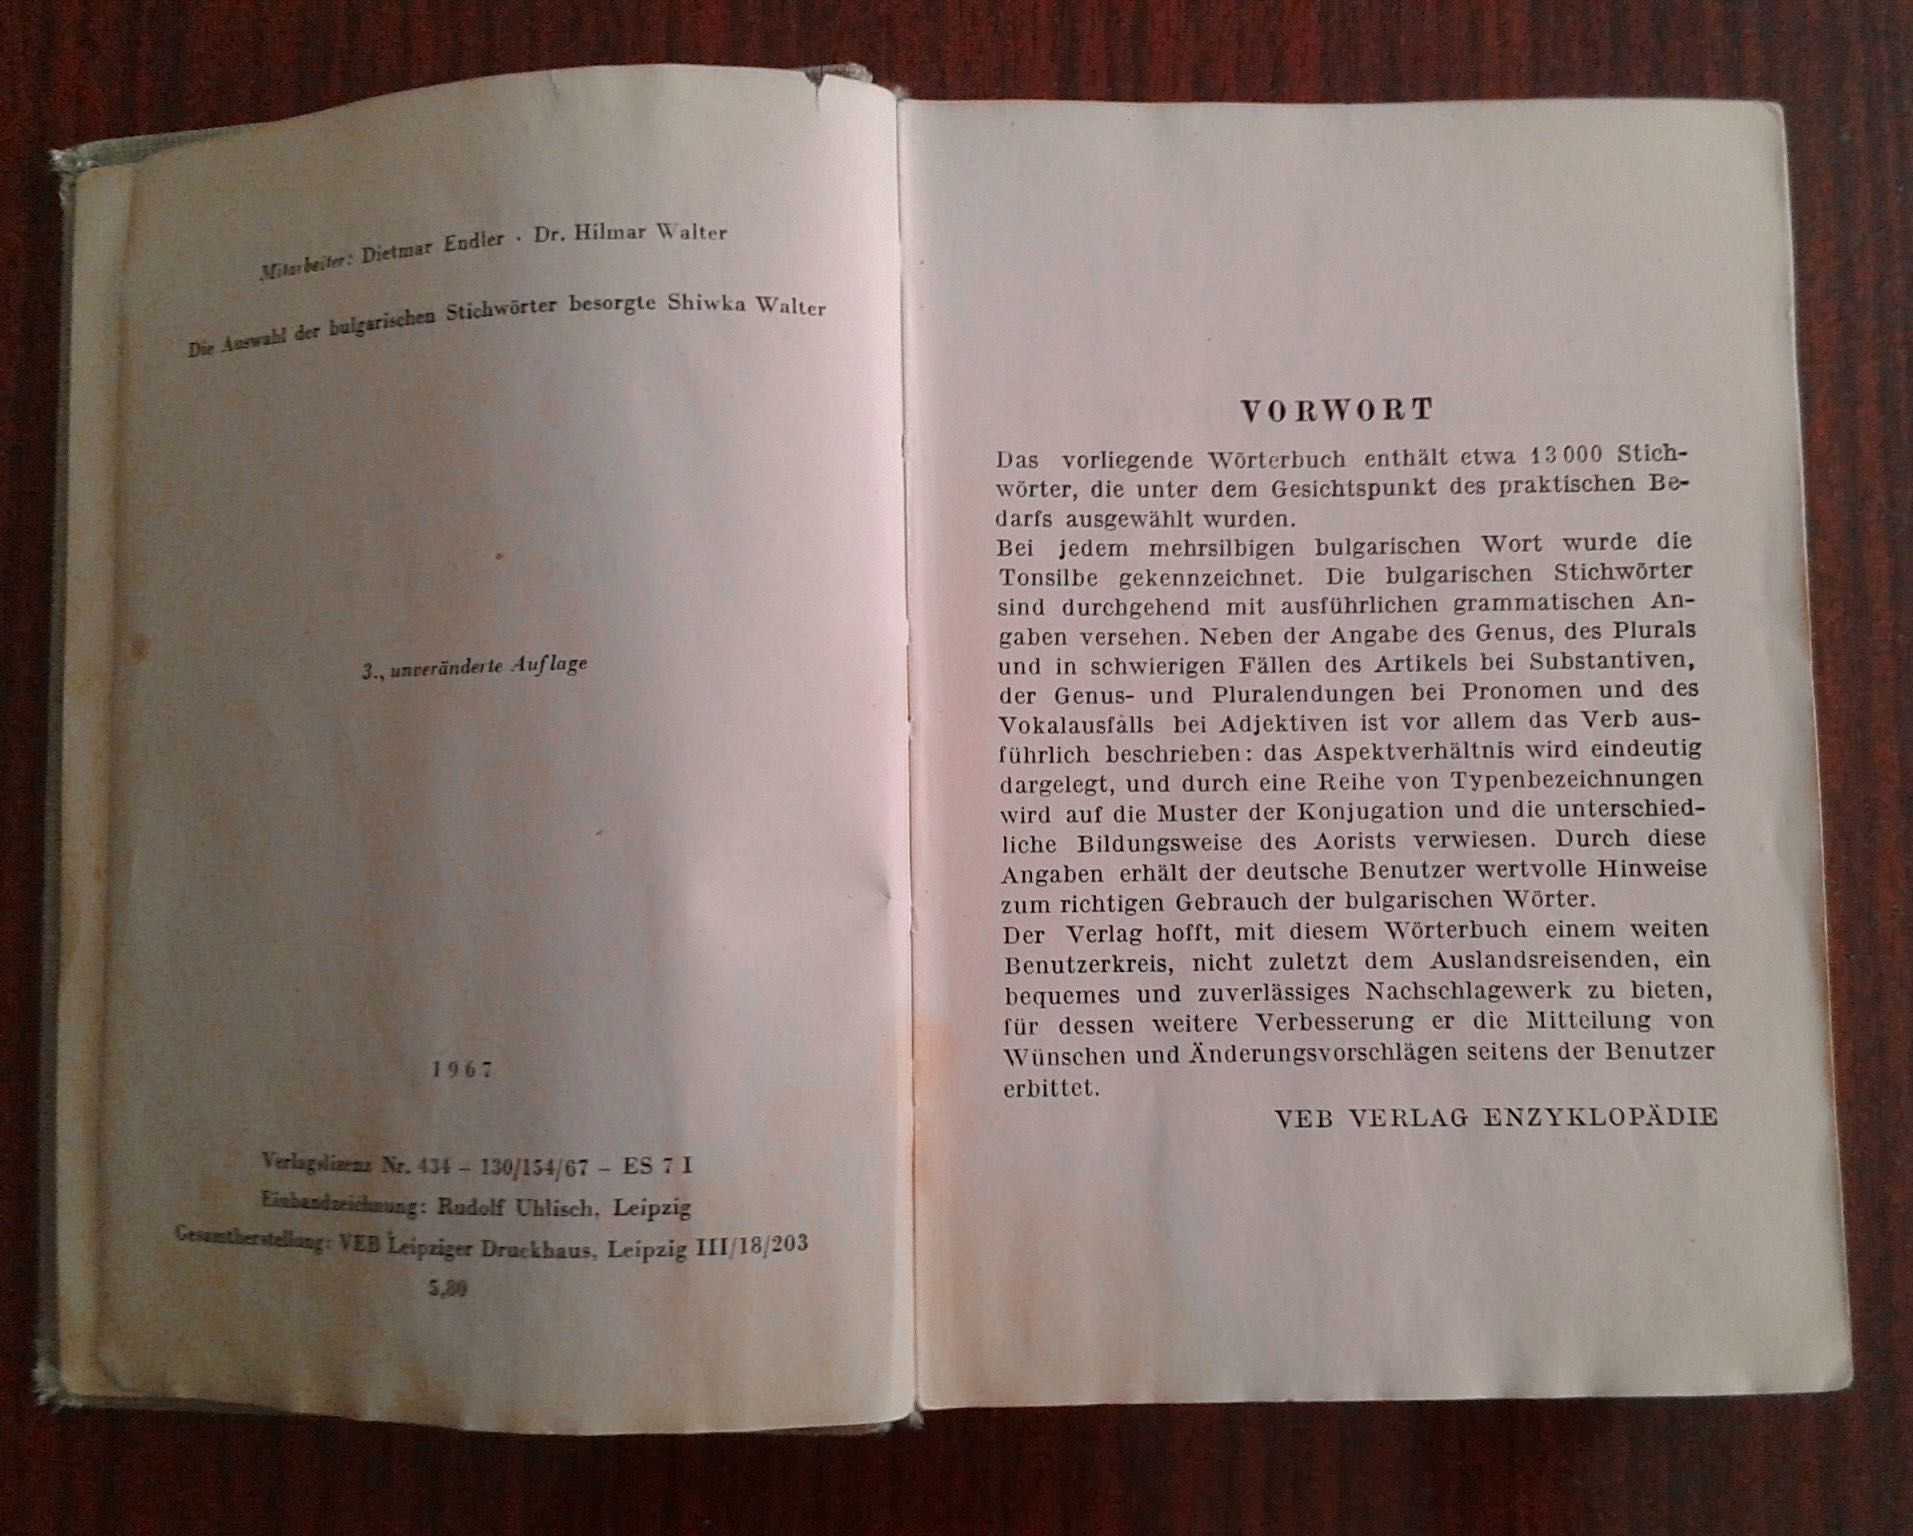 Mitarbeiter: Dietmar Endler · Dr. Hilmar Walter
Die Auswahl der bulgarischen Stichwörter besorgte Shiwka Walter
3., unveränderte Auflage
1967
Verlagslizenz Nr. 434 – 130/154/67 – ES 7 I
Einbandzeichnung: Rudolf Uhlisch, Leipzig
Gesamtherstellung: VEB Leipziger Druckhaus, Leipzig III/18/203
5,80
VORWORT
Das vorliegende Wörterbuch enthält etwa 13 000 Stich-
wörter, die unter dem Gesichtspunkt des praktischen Be-
darfs ausgewählt wurden.
Bei jedem mehrsilbigen bulgarischen Wort wurde die
Tonsilbe gekennzeichnet. Die bulgarischen Stichwörter
sind durchgehend mit ausführlichen grammatischen An-
gaben versehen. Neben der Angabe des Genus, des Plurals
und in schwierigen Fällen des Artikels bei Substantiven,
der Genus- und Pluralendungen bei Pronomen und des
Vokalausfalls bei Adjektiven ist vor allem das Verb aus-
führlich beschrieben: das Aspektverhältnis wird eindeutig
dargelegt, und durch eine Reihe von Typenbezeichnungen
wird auf die Muster der Konjugation und die unterschied-
liche Bildungsweise des Aorists verwiesen. Durch diese
Angaben erhält der deutsche Benutzer wertvolle Hinweise
zum richtigen Gebrauch der bulgarischen Wörter.
Der Verlag hofft, mit diesem Wörterbuch einem weiten
Benutzerkreis, nicht zuletzt dem Auslandsreisenden, ein
bequemes und zuverlässiges Nachschlagewerk zu bieten,
für dessen weitere Verbesserung er die Mitteilung von
Wünschen und Änderungsvorschlägen seitens der Benutzer
erbittet.
VEB VERLAG ENZYKLOPÄDIE